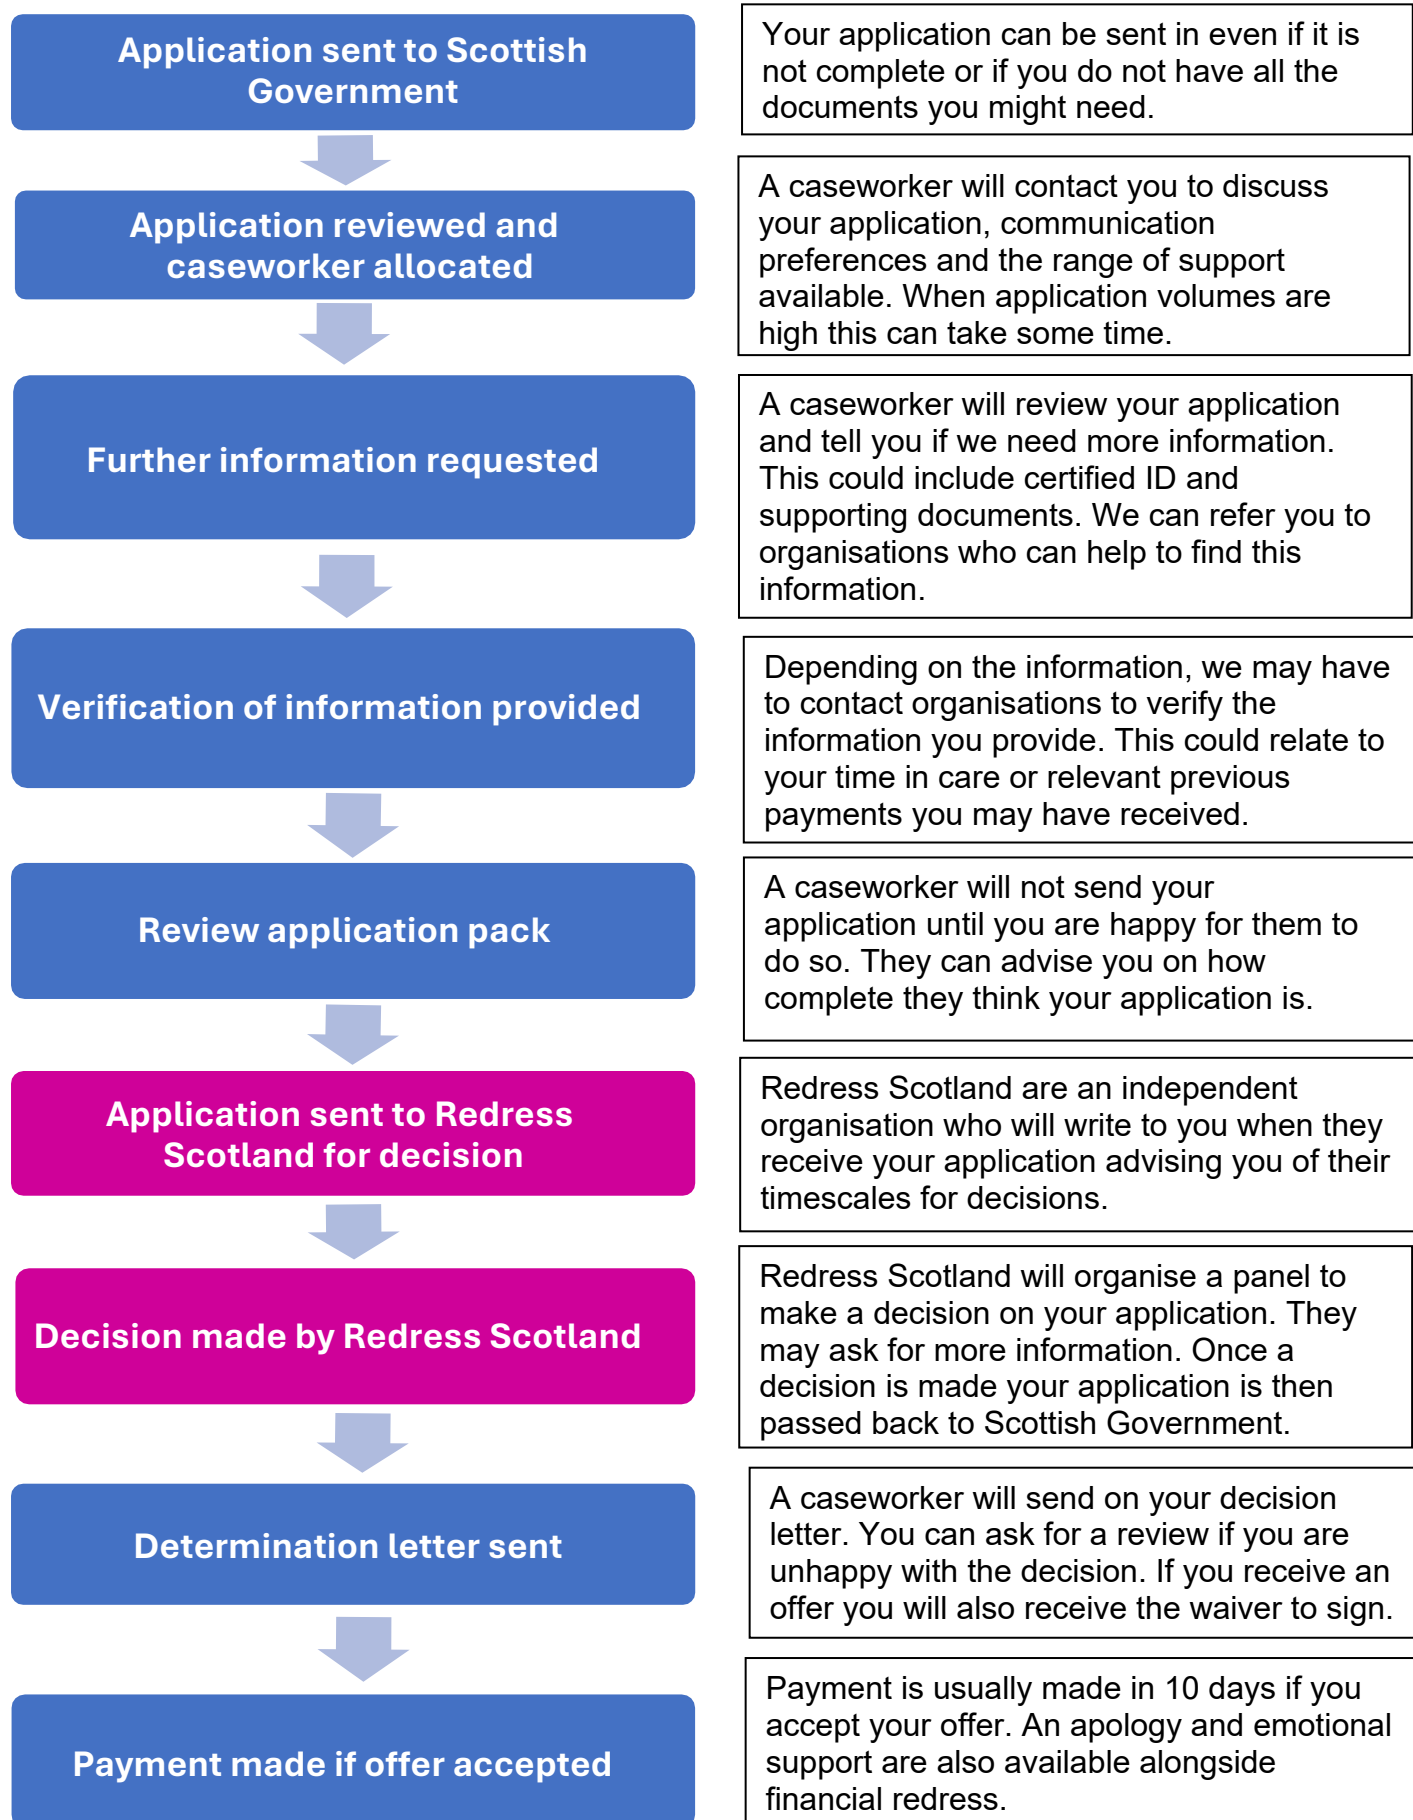 Application sent to Scottish
Government
Your application can be sent in even if it is
not complete or if you do not have all the
documents you might need.
Application reviewed and
caseworker allocated
A caseworker will contact you to discuss
your application, communication
preferences and the range of support
available. When application volumes are
high this can take some time.
Further information requested
A caseworker will review your application
and tell you if we need more information.
This could include certified ID and
supporting documents. We can refer you to
organisations who can help to find this
information.
Verification of information provided
Depending on the information, we may have
to contact organisations to verify the
information you provide. This could relate to
your time in care or relevant previous
payments you may have received.
Review application pack
A caseworker will not send your
application until you are happy for them to
do so. They can advise you on how
complete they think your application is.
Application sent to Redress
Scotland for decision
Redress Scotland are an independent
organisation who will write to you when they
receive your application advising you of their
timescales for decisions.
Decision made by Redress Scotland
Redress Scotland will organise a panel to
make a decision on your application. They
may ask for more information. Once a
decision is made your application is then
passed back to Scottish Government.
Determination letter sent
A caseworker will send on your decision
letter. You can ask for a review if you are
unhappy with the decision. If you receive an
offer you will also receive the waiver to sign.
Payment made if offer accepted
Payment is usually made in 10 days if you
accept your offer. An apology and emotional
support are also available alongside
financial redress.